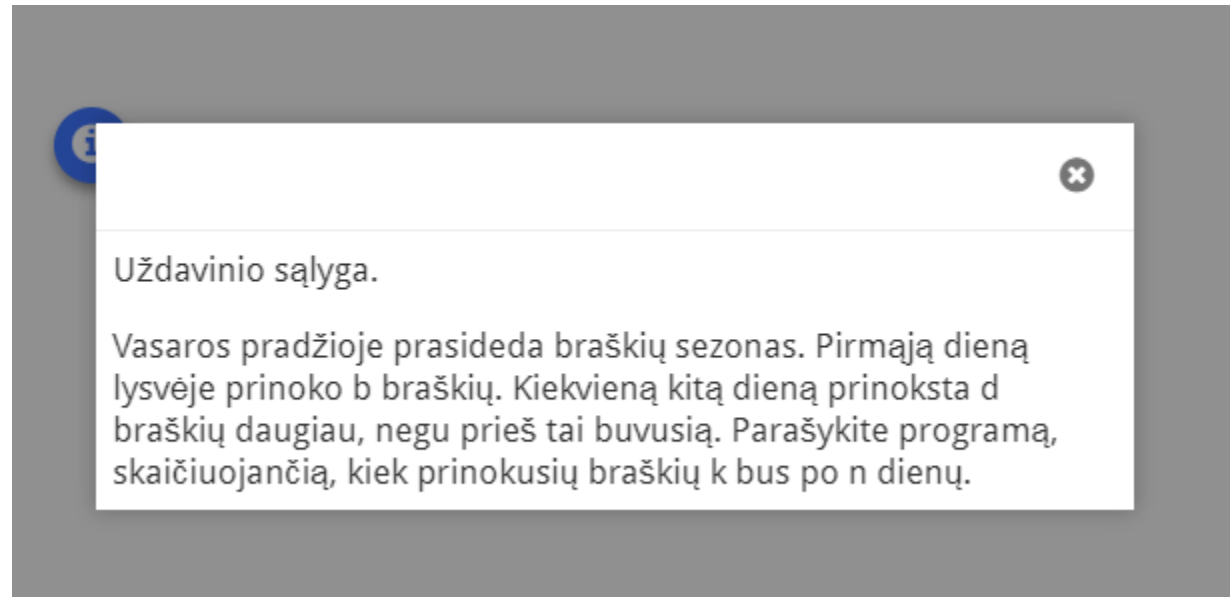 Uždavinio sąlyga.
Vasaros pradžioje prasideda braškių sezonas. Pirmąją dieną
lysvėje prinoko b braškių. Kiekvieną kitą dieną prinoksta d
braškių daugiau, negu prieš tai buvusią. Parašykite programą,
skaičiuojančią, kiek prinokusių braškių k bus po n dienų.